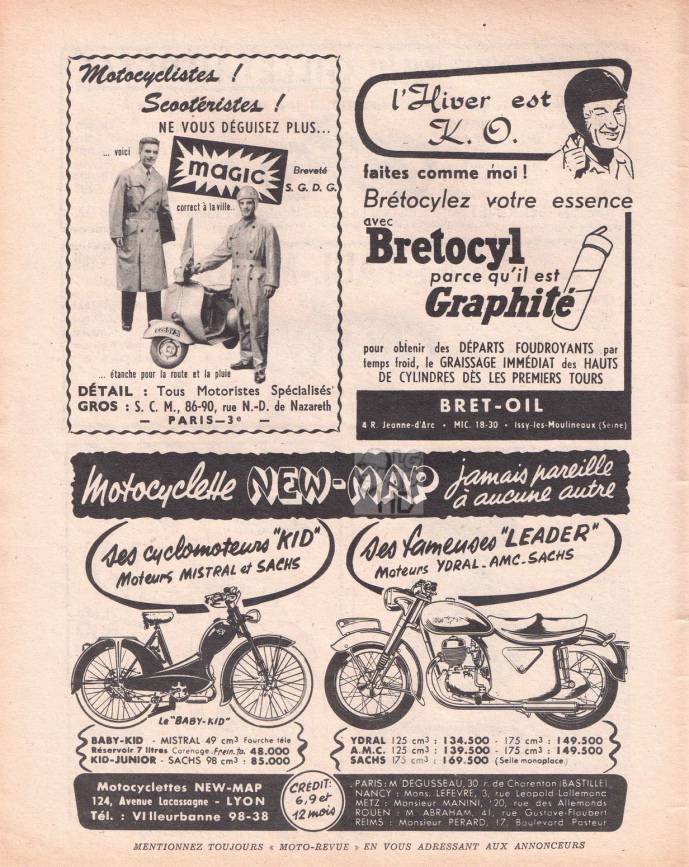 Motocyclistes !
Scootéristes !
NE VOUS DÉGUISEZ PLUS...
... voici
MAGIC
Breveté
S. G. D. G.
correct à la ville..
... étanche pour la route et la pluie
DÉTAIL : Tous Motoristes Spécialisés
GROS : S. C. M., 86-90, rue N.-D. de Nazareth
— PARIS—3e —
l'Hiver est
K. O.
faites comme moi !
Brétocylez votre essence
avec
Bretocyl
parce qu'il est
Graphité
pour obtenir des DÉPARTS FOUDROYANTS par
temps froid, le GRAISSAGE IMMÉDIAT des HAUTS
DE CYLINDRES DÈS LES PREMIERS TOURS
BRET-OIL
4 R. Jeanne-d'Arc • MIC. 18-30 • Issy-les-Moulineaux (Seine)
Motocyclette NEW-MAP jamais pareille
à aucune autre
Ses cyclomoteurs "KID"
Moteurs MISTRAL et SACHS
Ses fameuses "LEADER"
Moteurs YDRAL-AMC-SACHS
Le "BABY-KID"
BABY-KID - MISTRAL 49 cm3 Fourche téle
Réservoir 7 litres Carenage. Frein. ta. 48.000
KID-JUNIOR - SACHS 98 cm3 : 85.000
YDRAL 125 cm3 : 134.500 - 175 cm3 : 149.500
A.M.C. 125 cm3 : 139.500 - 175 cm3 : 149.500
SACHS 175 cm3 : 169.500 (Selle monoplace)
Motocyclettes NEW-MAP
124, Avenue Lacassagne - LYON
Tél. : VIlleurbanne 98-38
CRÉDIT:
6, 9 et
12 mois
PARIS: M DEGUSSEAU, 30 r. de Charenton (BASTILLE)
NANCY : Mons. LEFEVRE, 3, rue Leopold-Lallemanc
METZ : Monsieur MANINI, 20, rue des Allemonds
ROUEN : M ABRAHAM, 41, rue Gustave-Flaubert
REIMS : Monsieur PERARD, 17, Boulevard Pasteur
MENTIONNEZ TOUJOURS « MOTO-REVUE » EN VOUS ADRESSANT AUX ANNONCEURS